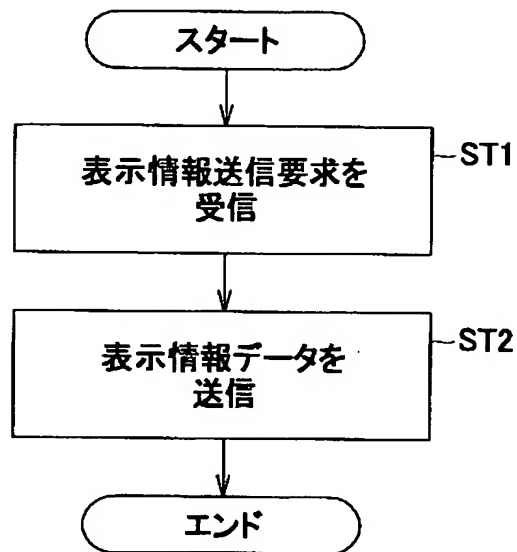 スタート
表示情報送信要求を
受信
ST1
表示情報データを
送信
ST2
エンド